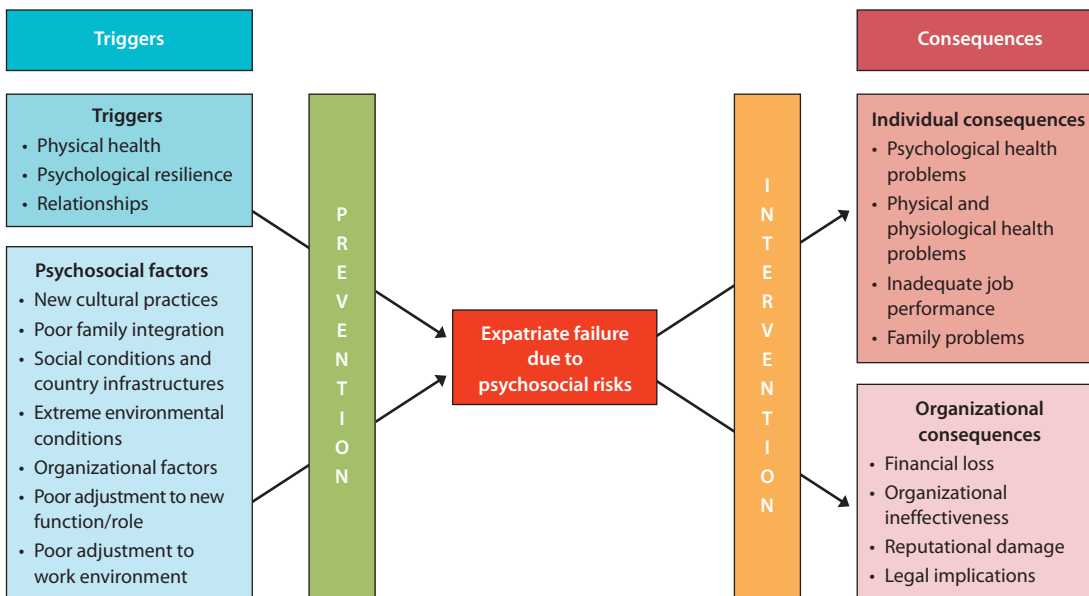 Triggers
Triggers
• Physical health
• Psychological resilience
• Relationships
Psychosocial factors
• New cultural practices
• Poor family integration
• Social conditions and
country infrastructures
• Extreme environmental
conditions
• Organizational factors
• Poor adjustment to new
function/role
• Poor adjustment to
work environment
PREVENTION
Expatriate failure
due to
psychosocial risks
INTERVENTION
Consequences
Individual consequences
• Psychological health
problems
• Physical and
physiological health
problems
• Inadequate job
performance
• Family problems
Organizational
consequences
• Financial loss
• Organizational
ineffectiveness
• Reputational damage
• Legal implications